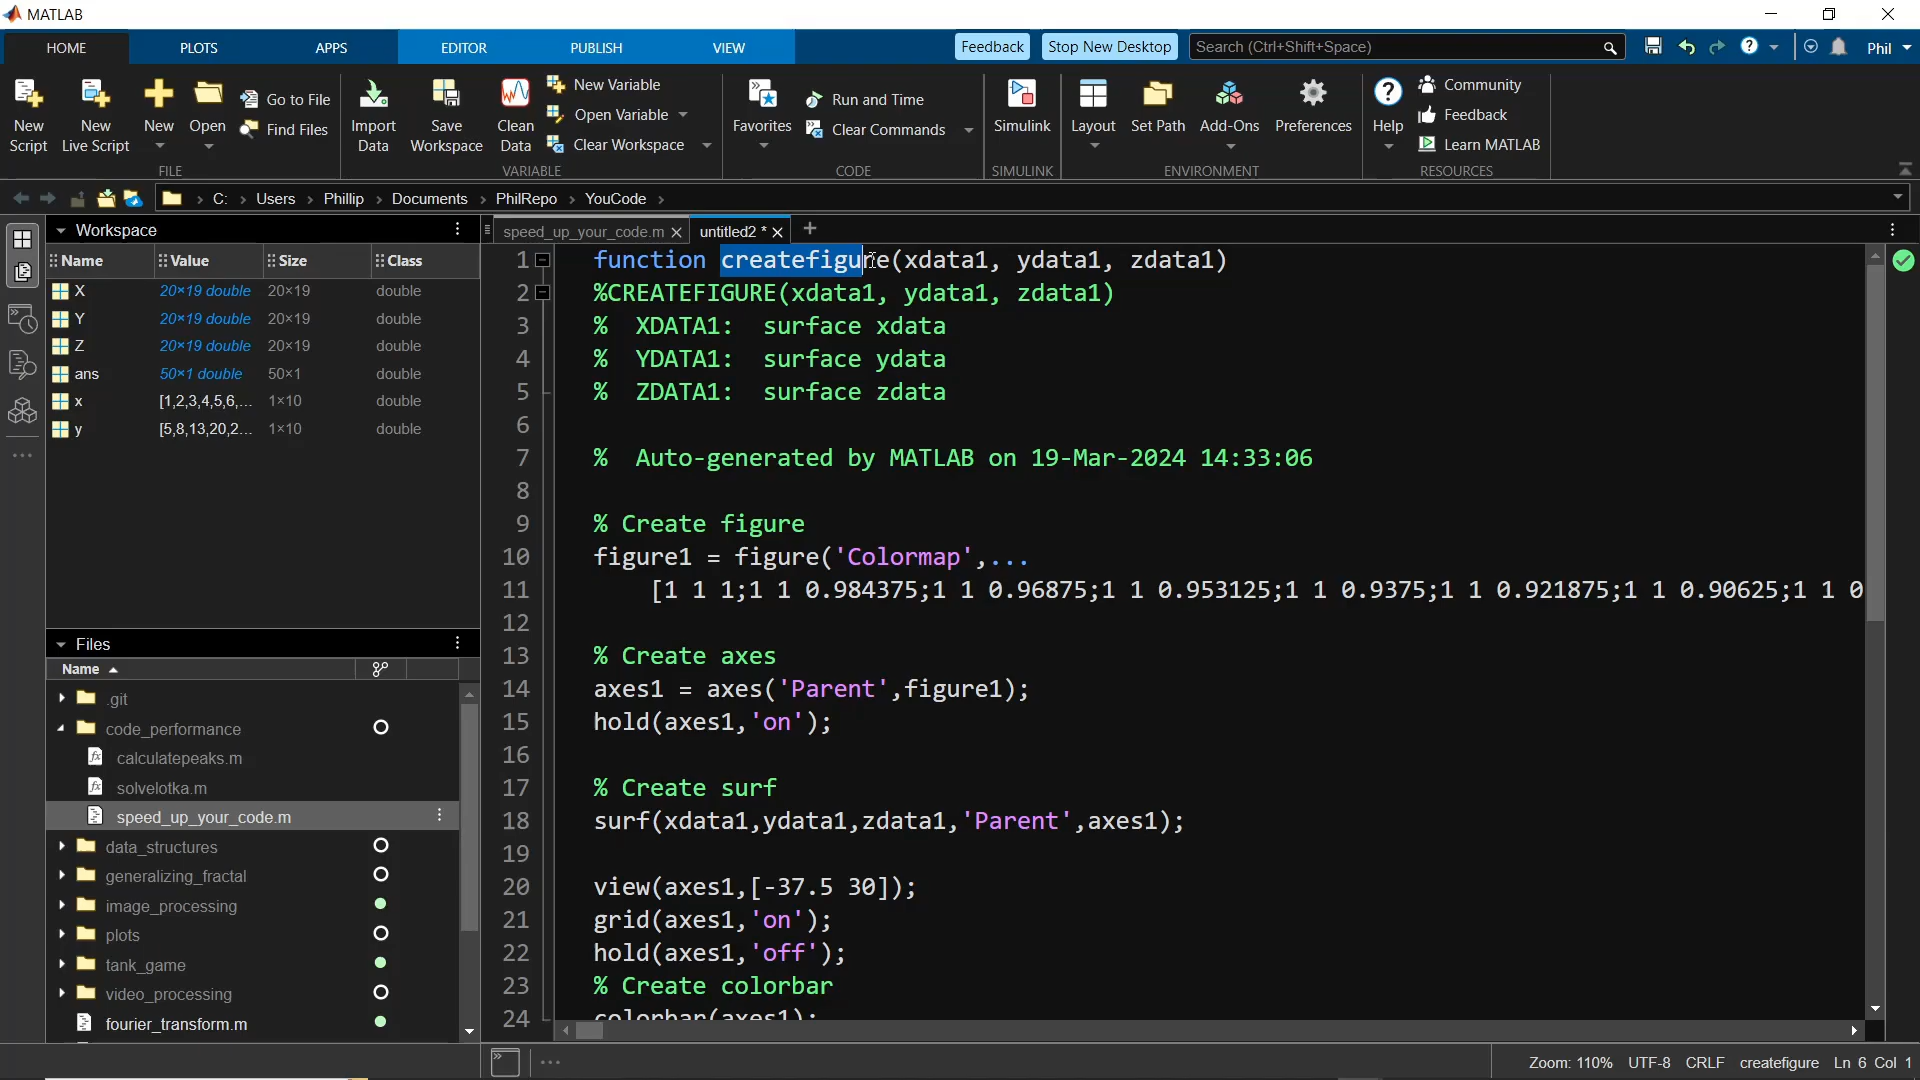 MATLAB
HOME PLOTS APPS EDITOR PUBLISH VIEW Feedback Stop New Desktop Search (Ctrl+Shift+Space) ? Phil
New Script
New Live Script
New
Open
Go to File
Find Files
FILE
Import Data
Save Workspace
Clean Data
New Variable
Open Variable
Clear Workspace
VARIABLE
Favorites
Run and Time
Clear Commands
CODE
Simulink
SIMULINK
Layout
Set Path
Add-Ons
Preferences
ENVIRONMENT
Help
Community
Feedback
Learn MATLAB
RESOURCES
C: › Users › Phillip › Documents › PhilRepo › YouCode ›
Workspace
Name Value Size Class
X 20×19 double 20×19 double
Y 20×19 double 20×19 double
Z 20×19 double 20×19 double
ans 50×1 double 50×1 double
x [1,2,3,4,5,6,... 1×10 double
y [5,8,13,20,2... 1×10 double
Files
Name
.git
code_performance
calculatepeaks.m
solvelotka.m
speed_up_your_code.m
data_structures
generalizing_fractal
image_processing
plots
tank_game
video_processing
fourier_transform.m
speed_up_your_code.m untitled2 *
1 function createfigure(xdata1, ydata1, zdata1)
2 %CREATEFIGURE(xdata1, ydata1, zdata1)
3 % XDATA1: surface xdata
4 % YDATA1: surface ydata
5 % ZDATA1: surface zdata
6
7 % Auto-generated by MATLAB on 19-Mar-2024 14:33:06
8
9 % Create figure
10 figure1 = figure('Colormap',...
11 [1 1 1;1 1 0.984375;1 1 0.96875;1 1 0.953125;1 1 0.9375;1 1 0.921875;1 1 0.90625;1 1 0
12
13 % Create axes
14 axes1 = axes('Parent',figure1);
15 hold(axes1,'on');
16
17 % Create surf
18 surf(xdata1,ydata1,zdata1,'Parent',axes1);
19
20 view(axes1,[-37.5 30]);
21 grid(axes1,'on');
22 hold(axes1,'off');
23 % Create colorbar
24 colorbar(axes1);
Zoom: 110% UTF-8 CRLF createfigure Ln 6 Col 1